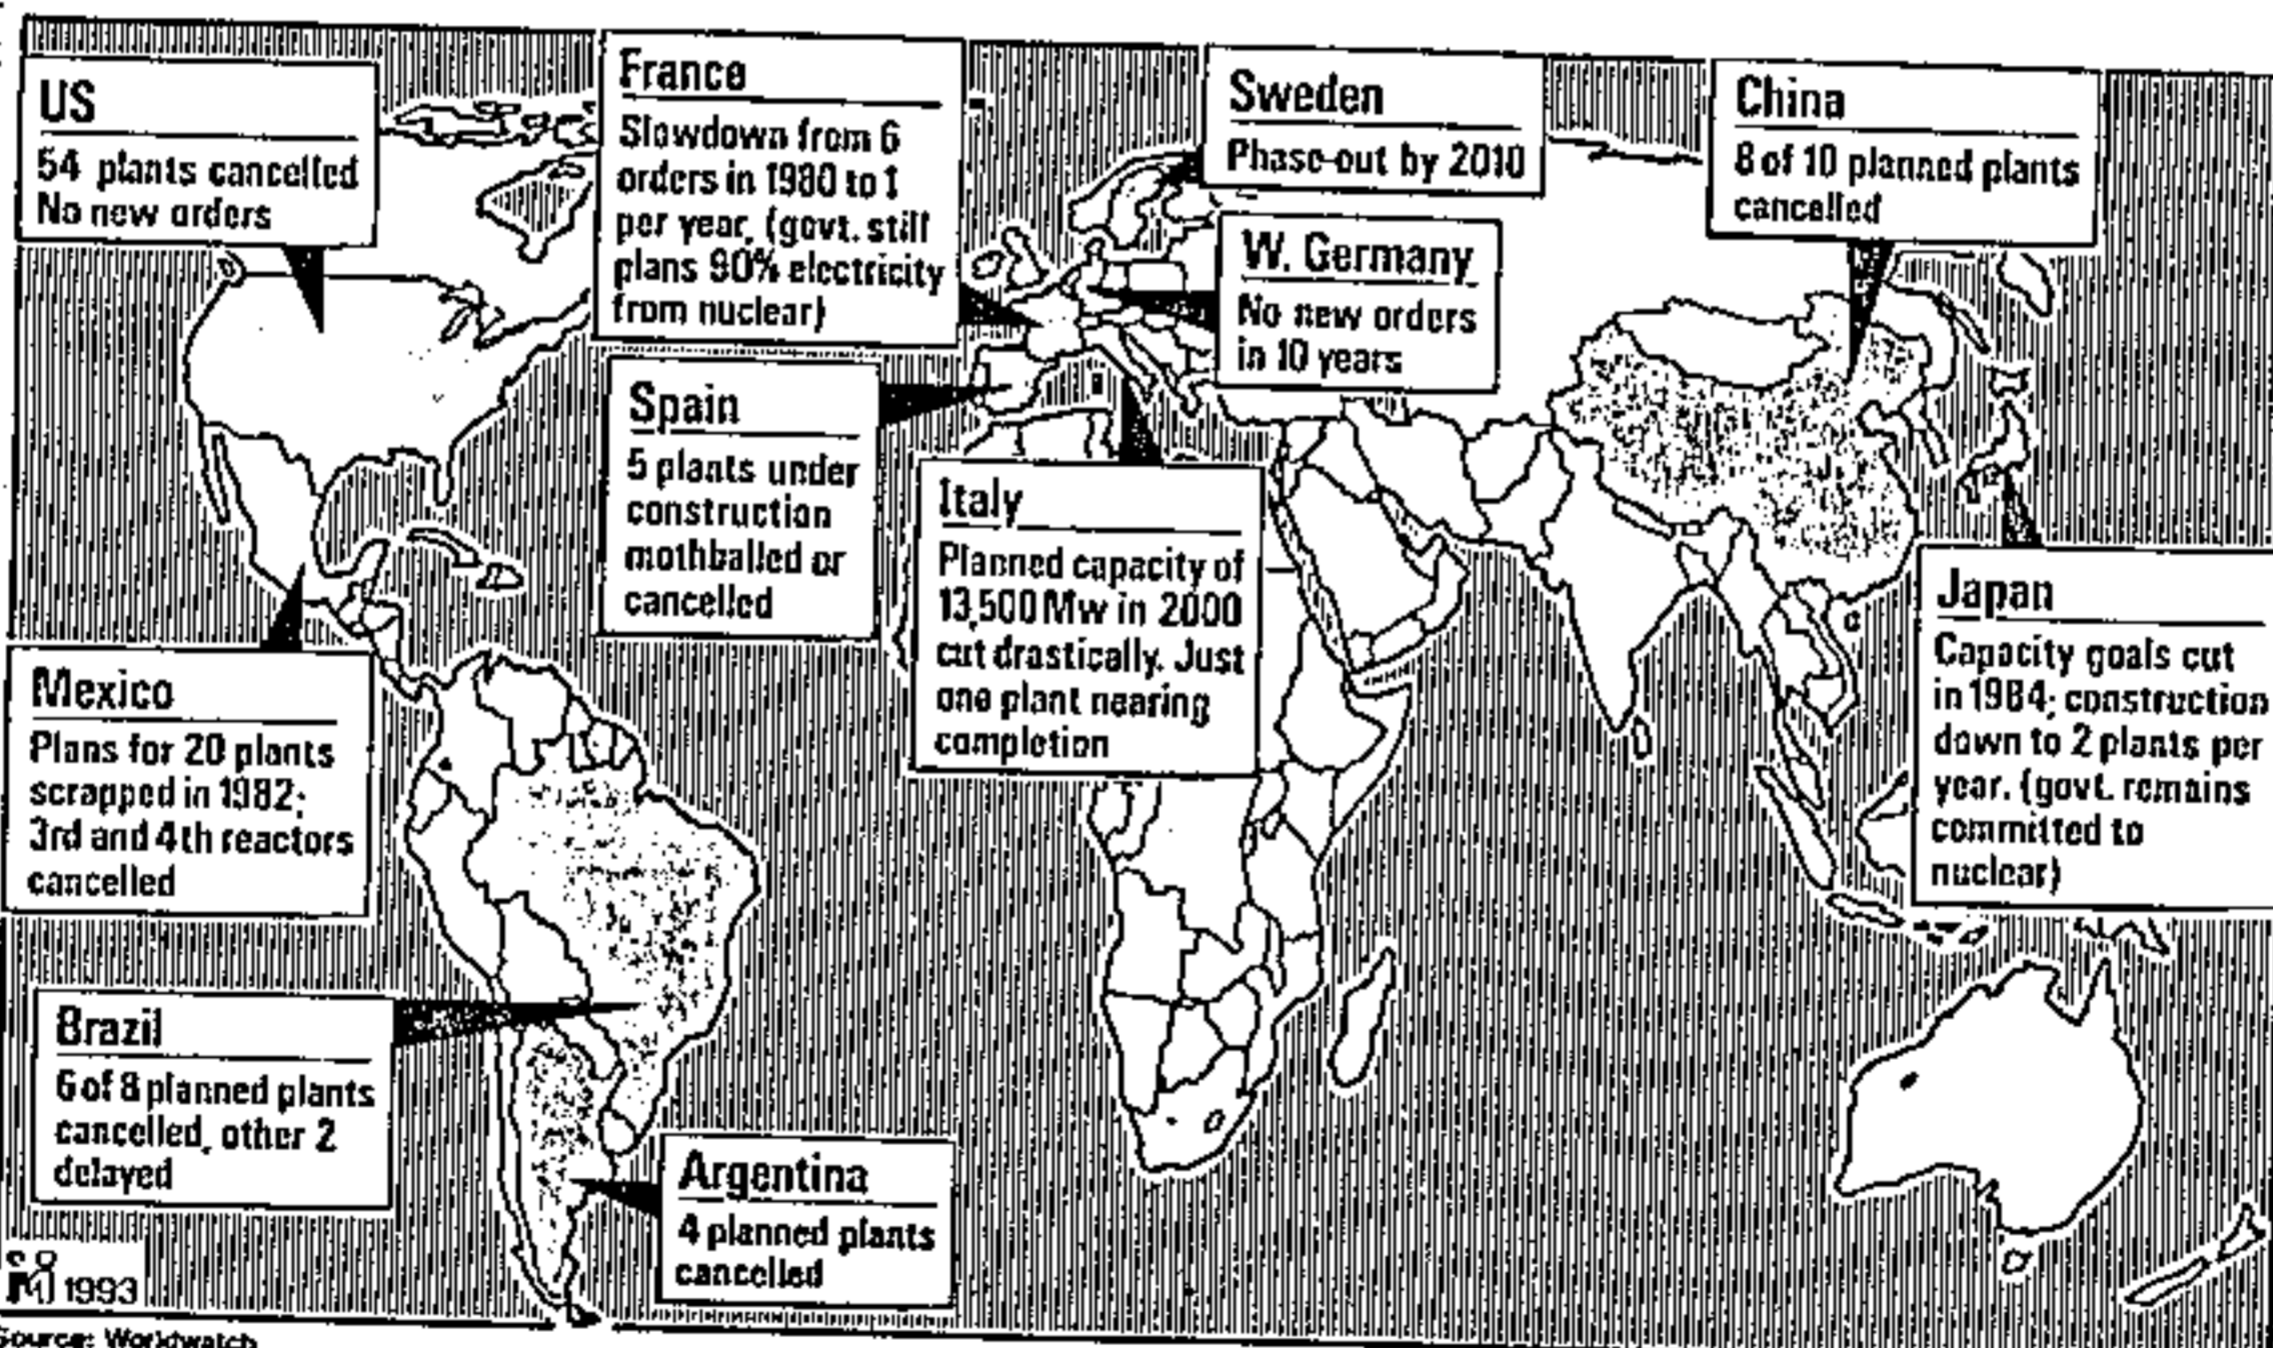 US
54 plants cancelled
No new orders
France
Slowdown from 6
orders in 1980 to 1
per year, (govt. still
plans 90% electricity
from nuclear)
Sweden
Phase-out by 2010
China
8 of 10 planned plants
cancelled
W. Germany
No new orders
in 10 years
Spain
5 plants under
construction
mothballed or
cancelled
Italy
Planned capacity of
13,500 Mw in 2000
cut drastically. Just
one plant nearing
completion
Japan
Capacity goals cut
in 1984; construction
down to 2 plants per
year. (govt. remains
committed to
nuclear)
Mexico
Plans for 20 plants
scrapped in 1982;
3rd and 4th reactors
cancelled
Brazil
6 of 8 planned plants
cancelled, other 2
delayed
Argentina
4 planned plants
cancelled
1993
Source: Worldwatch